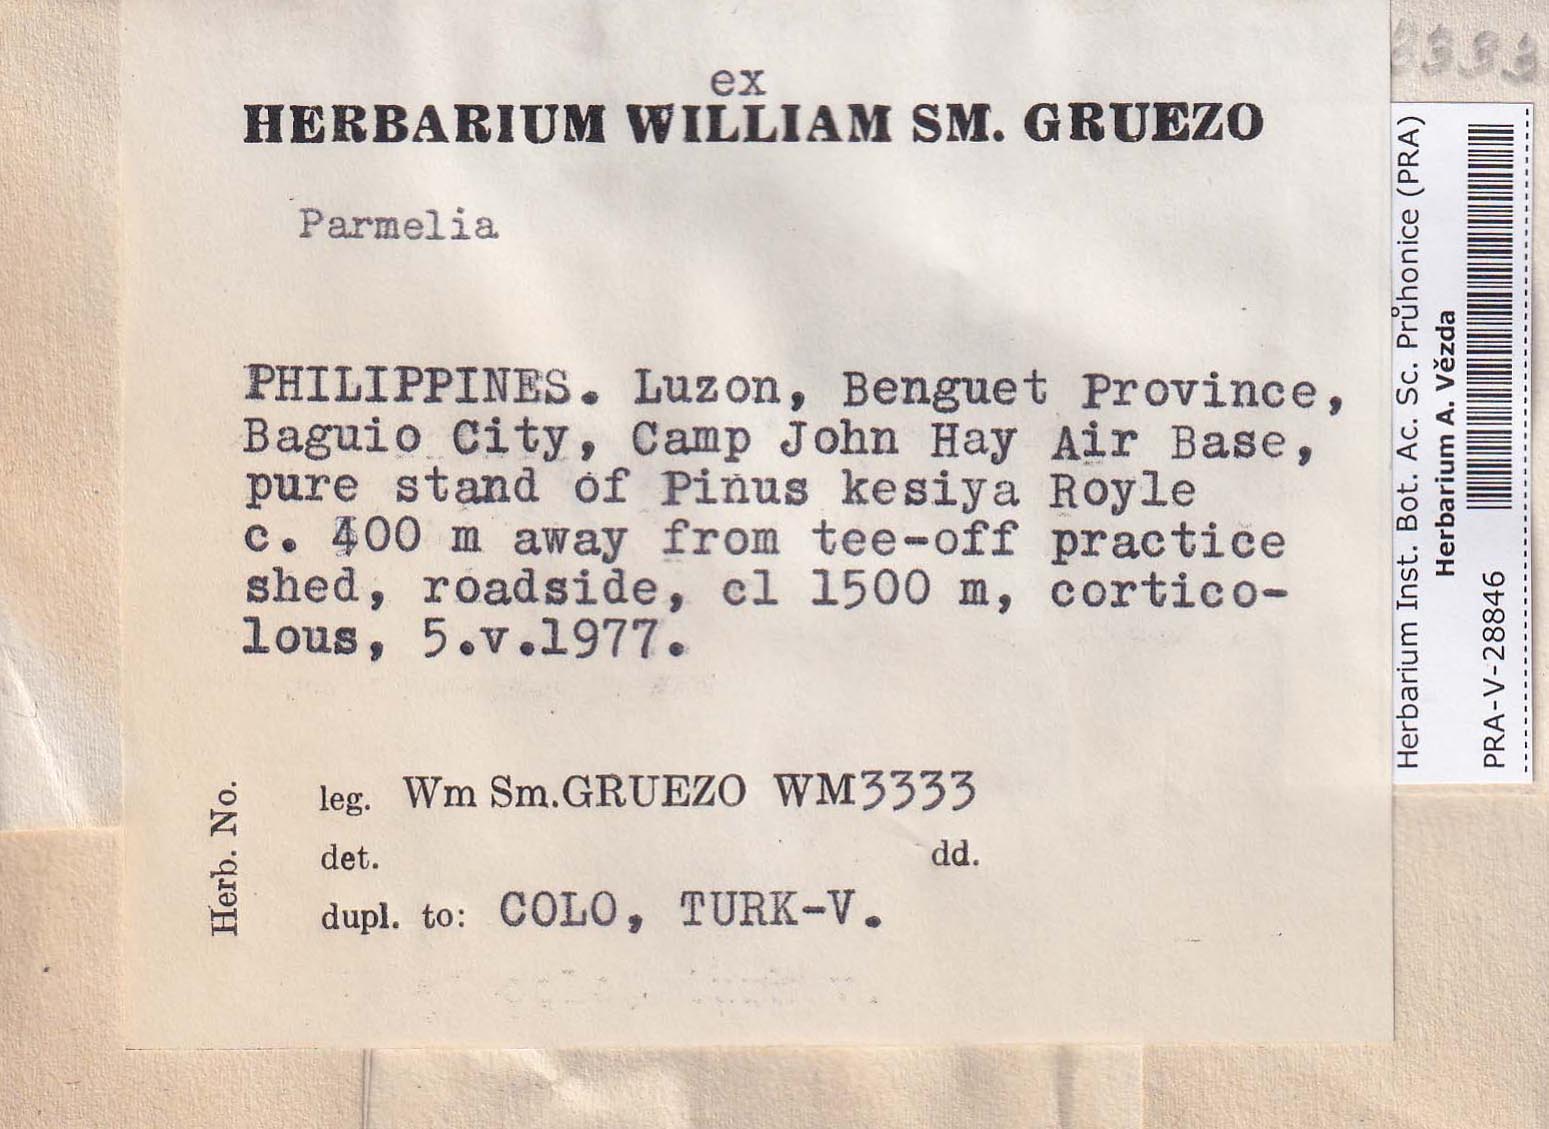 ex
HERBARIUM WILLIAM SM. GRUEZO
Parmelia
PHILIPPINES. Luzon, Benguet Province,
Baguio City, Camp John Hay Air Base,
pure stand of Pinus kesiya Royle
c. 400 m away from tee-off practice
shed, roadside, cl 1500 m, cortico-
lous, 5.v.1977.
Herb. No.
leg. Wm Sm.GRUEZO WM3333
det. dd.
dupl. to: COLO, TURK-V.
3333
Herbarium Inst. Bot. Ac. Sc. Průhonice (PRA)
Herbarium A. Vězda
PRA-V-28846